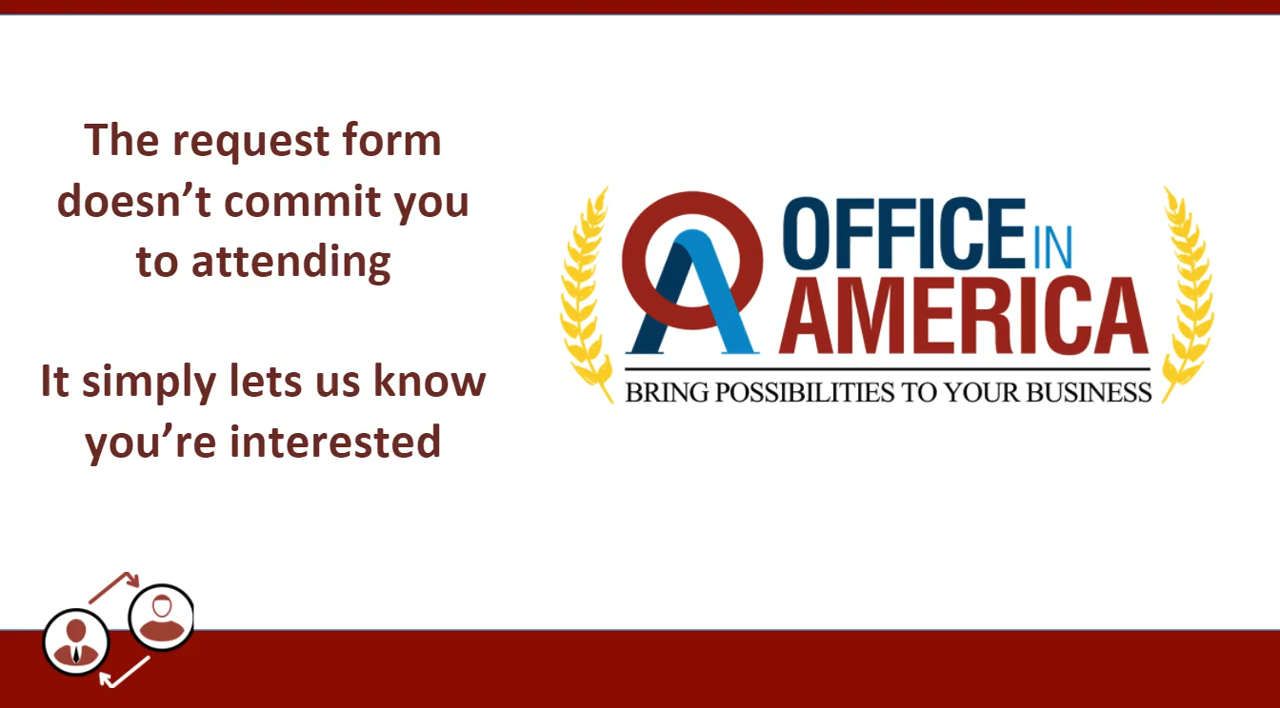 The request form
doesn’t commit you
to attending
It simply lets us know
you’re interested
OFFICE IN
AMERICA
BRING POSSIBILITIES TO YOUR BUSINESS